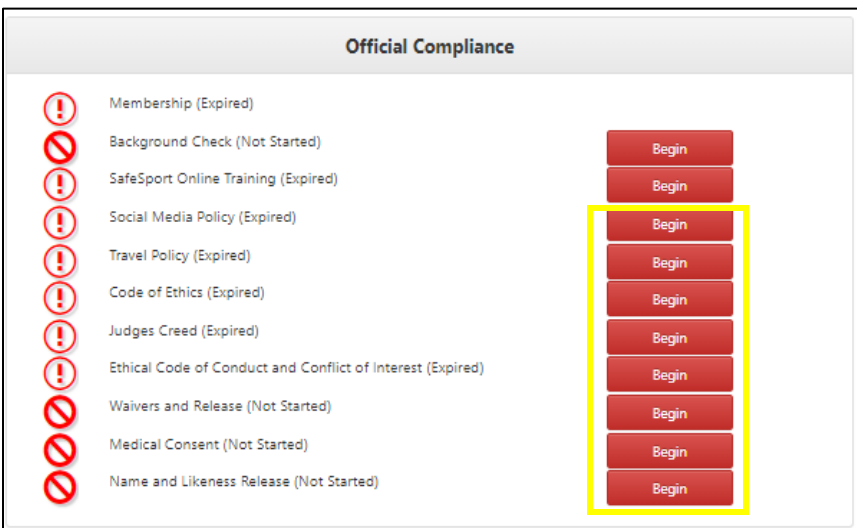 Official Compliance
Membership (Expired)
Background Check (Not Started) Begin
SafeSport Online Training (Expired) Begin
Social Media Policy (Expired) Begin
Travel Policy (Expired) Begin
Code of Ethics (Expired) Begin
Judges Creed (Expired) Begin
Ethical Code of Conduct and Conflict of Interest (Expired) Begin
Waivers and Release (Not Started) Begin
Medical Consent (Not Started) Begin
Name and Likeness Release (Not Started) Begin